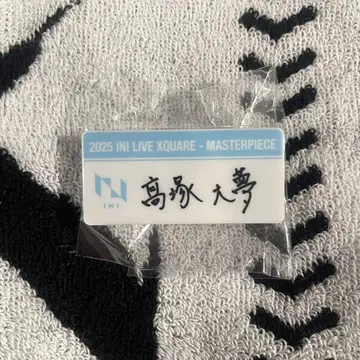 2025 INI LIVE XQUARE - MASTERPIECE
INI
髙塚 大夢